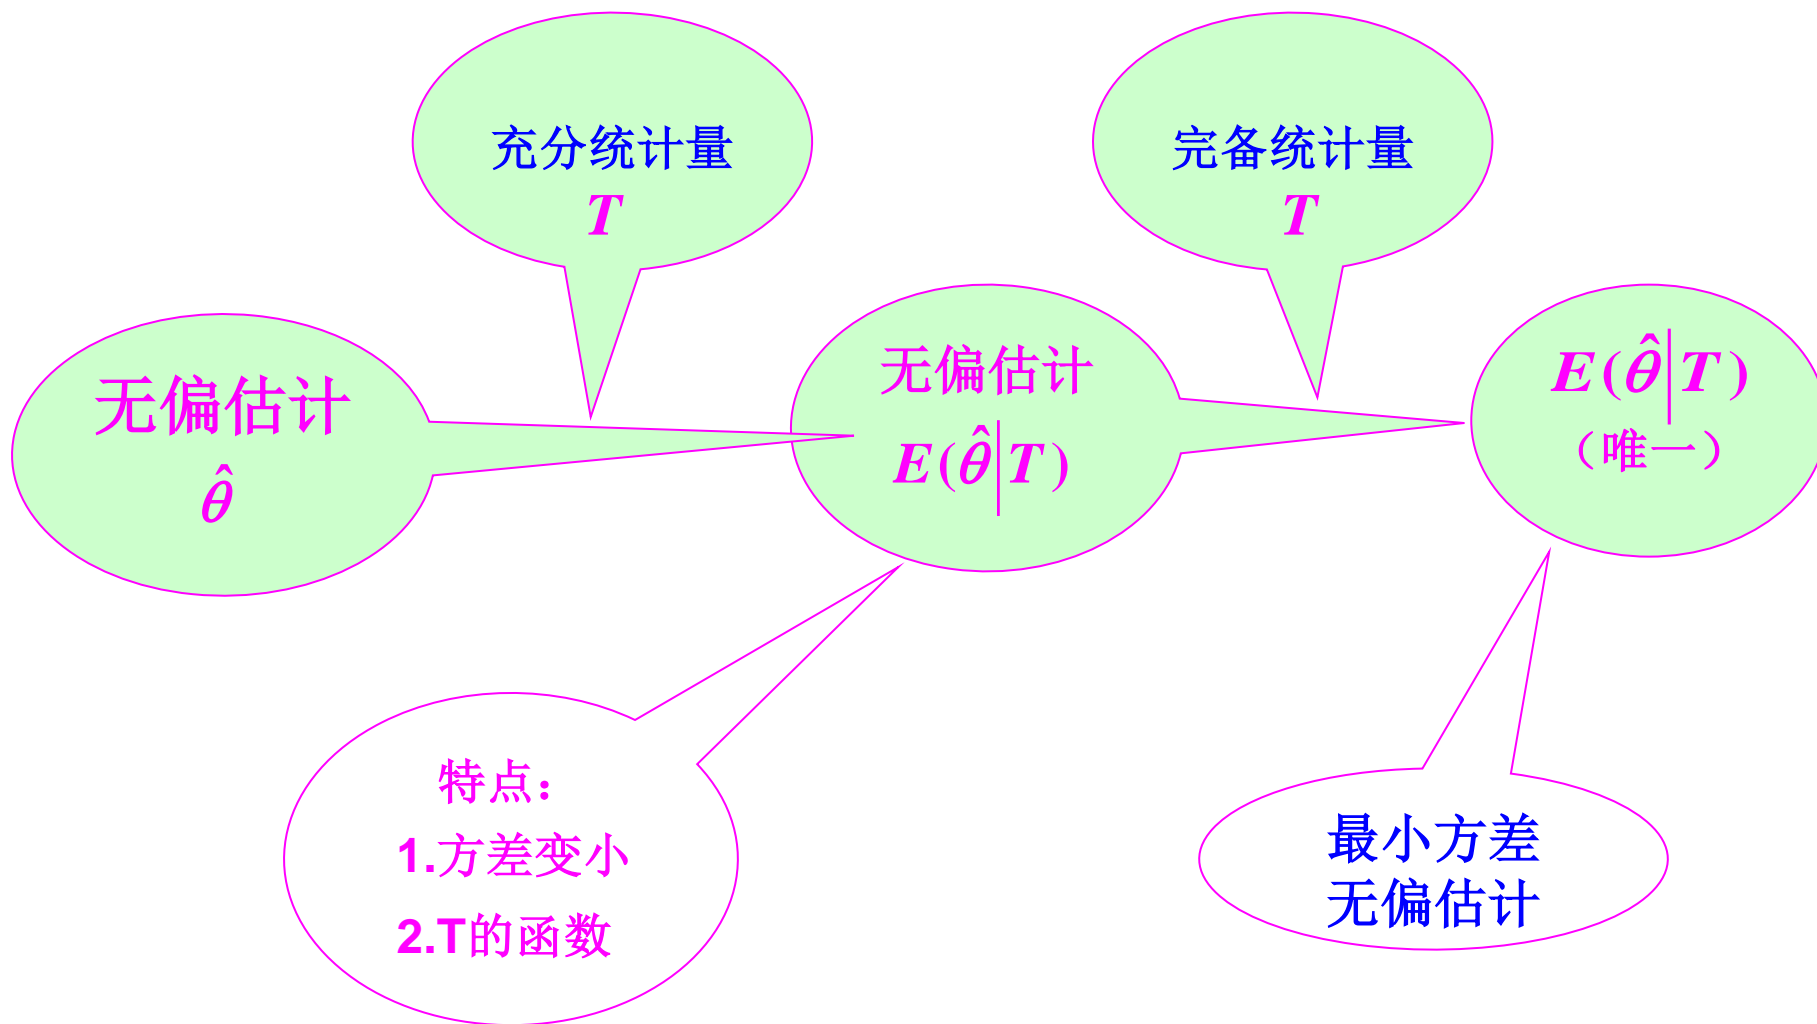 充分统计量
T
完备统计量
T
无偏估计
θ̂
无偏估计
E(θ̂|T)
E(θ̂|T)
（唯一）
特点：
1.方差变小
2.T的函数
最小方差
无偏估计